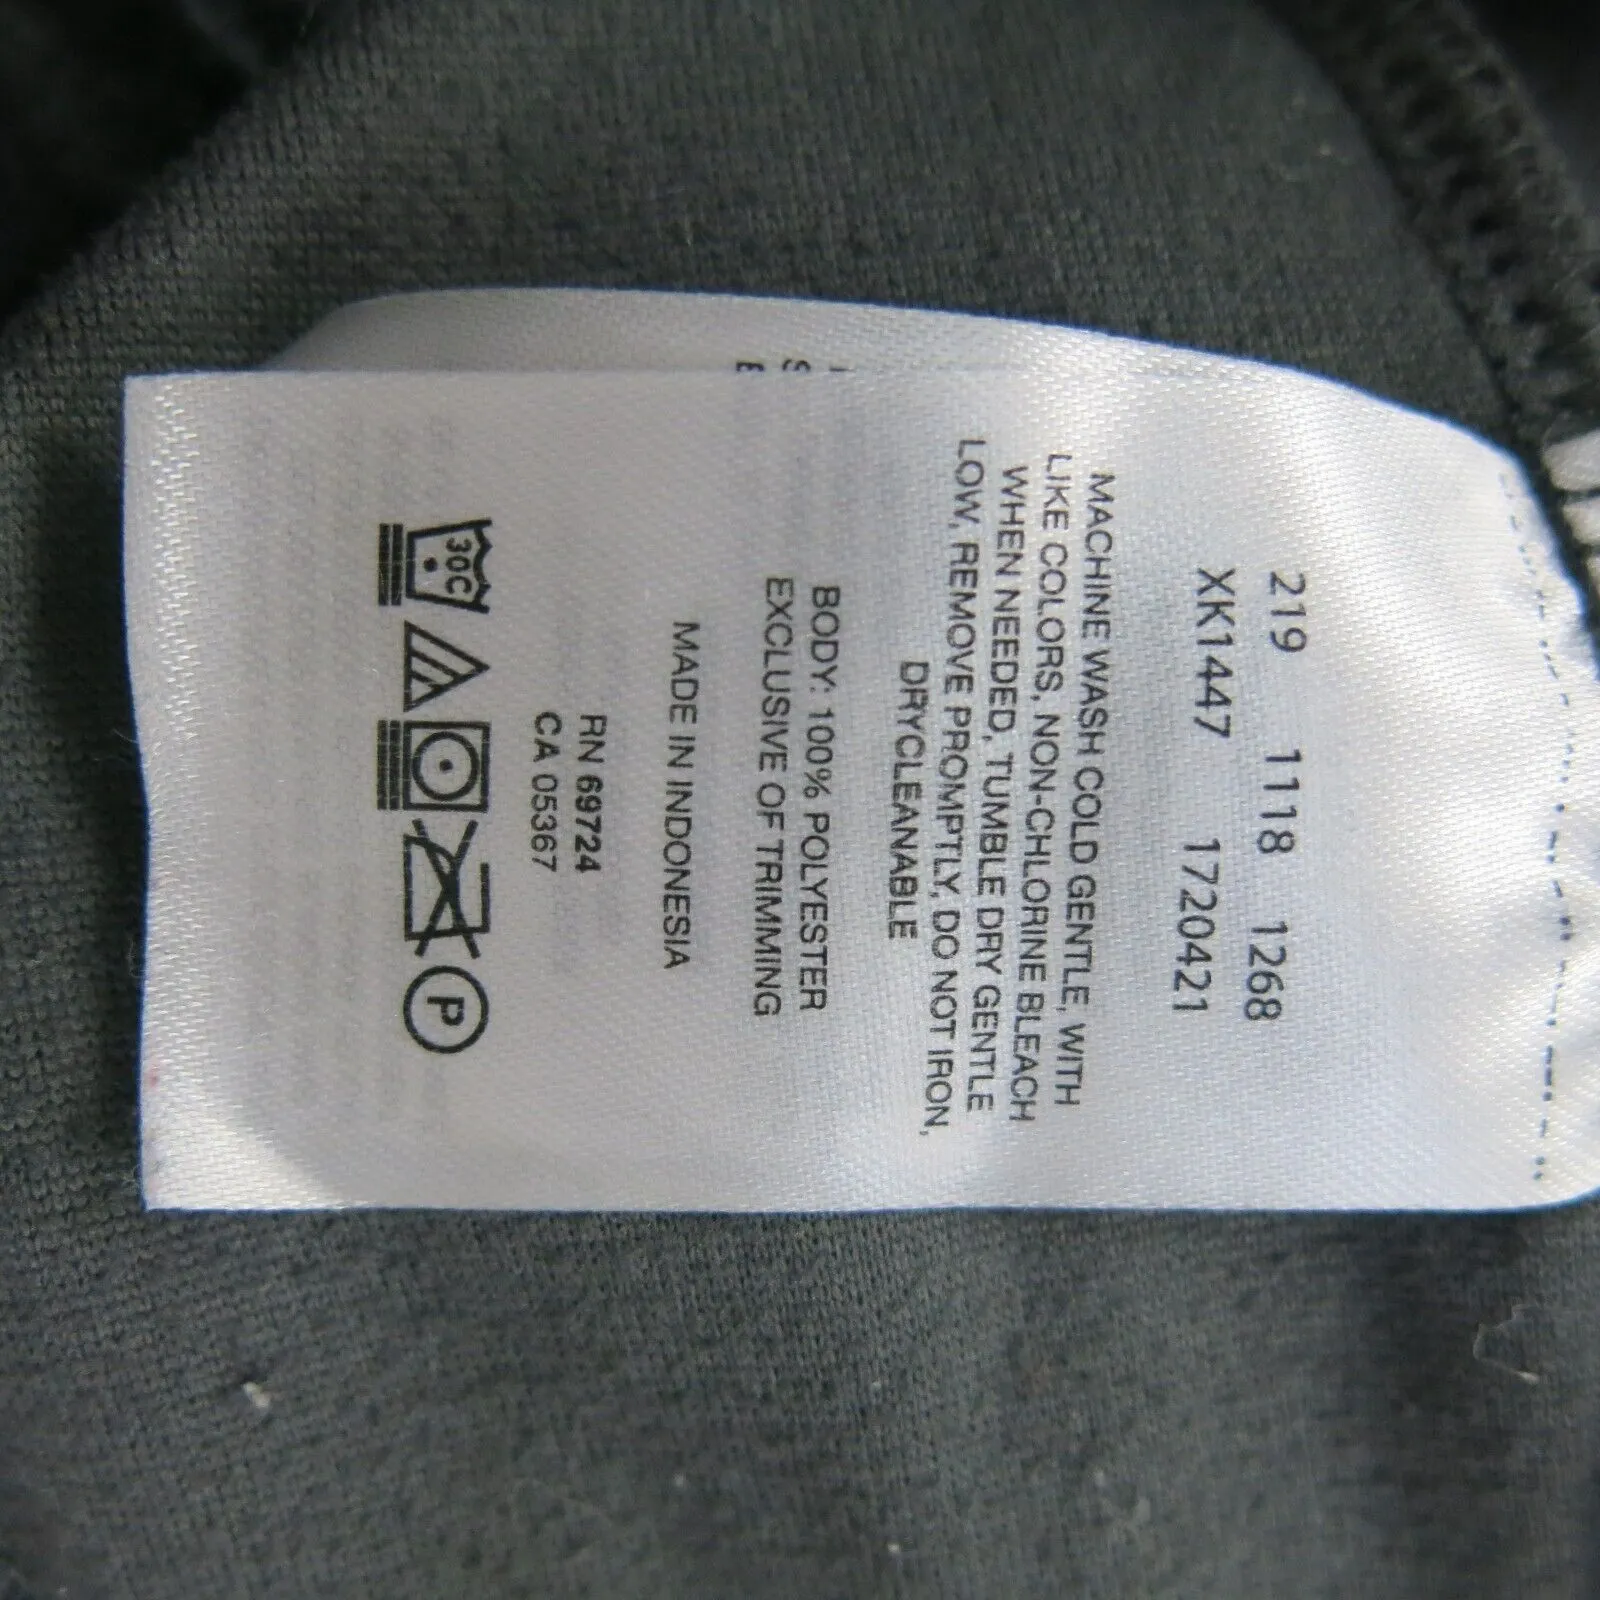 219 1118 1268
XK1447 1720421
MACHINE WASH COLD GENTLE, WITH
LIKE COLORS, NON-CHLORINE BLEACH
WHEN NEEDED, TUMBLE DRY GENTLE
LOW, REMOVE PROMPTLY, DO NOT IRON,
DRYCLEANABLE
BODY: 100% POLYESTER
EXCLUSIVE OF TRIMMING
MADE IN INDONESIA
RN 69724
CA 05367
30C
P